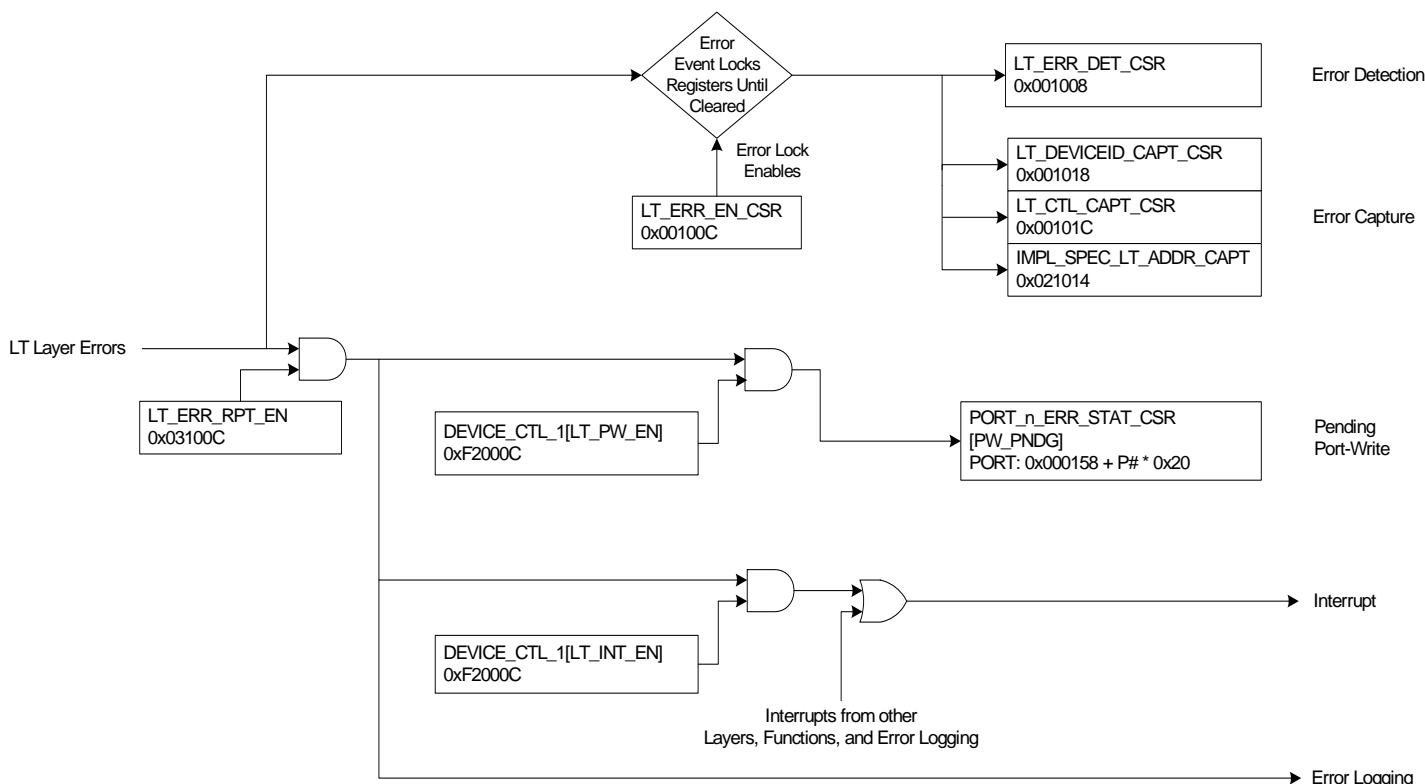 Error
Event Locks
Registers Until
Cleared
LT_ERR_DET_CSR
0x001008
Error Detection
Error Lock
Enables
LT_ERR_EN_CSR
0x00100C
LT_DEVICEID_CAPT_CSR
0x001018
LT_CTL_CAPT_CSR
0x00101C
IMPL_SPEC_LT_ADDR_CAPT
0x021014
Error Capture
LT Layer Errors
LT_ERR_RPT_EN
0x03100C
DEVICE_CTL_1[LT_PW_EN]
0xF2000C
PORT_n_ERR_STAT_CSR
[PW_PNDG]
PORT: 0x000158 + P# * 0x20
Pending
Port-Write
DEVICE_CTL_1[LT_INT_EN]
0xF2000C
Interrupt
Interrupts from other
Layers, Functions, and Error Logging
Error Logging